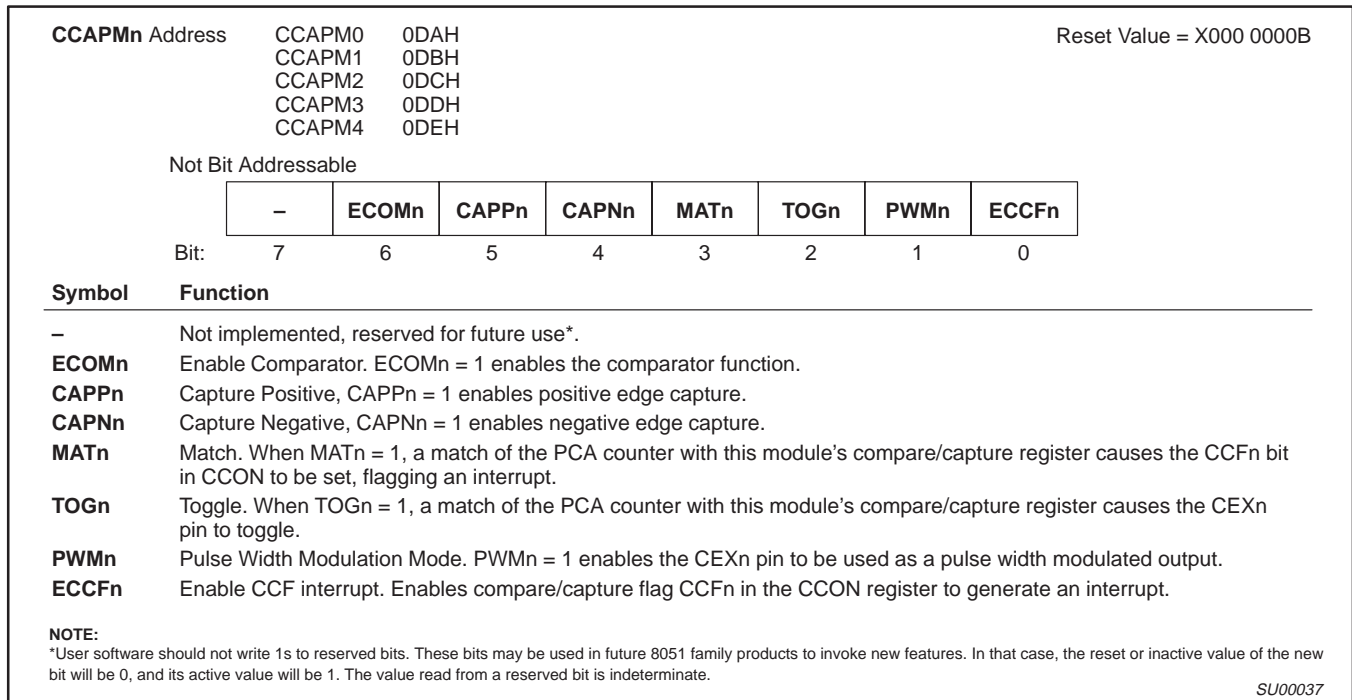 CCAPMn Address CCAPM0 0DAH Reset Value = X000 0000B
CCAPM1 0DBH
CCAPM2 0DCH
CCAPM3 0DDH
CCAPM4 0DEH
Not Bit Addressable
– ECOMn CAPPn CAPNn MATn TOGn PWMn ECCFn
Bit: 7 6 5 4 3 2 1 0
Symbol Function
– Not implemented, reserved for future use*.
ECOMn Enable Comparator. ECOMn = 1 enables the comparator function.
CAPPn Capture Positive, CAPPn = 1 enables positive edge capture.
CAPNn Capture Negative, CAPNn = 1 enables negative edge capture.
MATn Match. When MATn = 1, a match of the PCA counter with this module's compare/capture register causes the CCFn bit
in CCON to be set, flagging an interrupt.
TOGn Toggle. When TOGn = 1, a match of the PCA counter with this module's compare/capture register causes the CEXn
pin to toggle.
PWMn Pulse Width Modulation Mode. PWMn = 1 enables the CEXn pin to be used as a pulse width modulated output.
ECCFn Enable CCF interrupt. Enables compare/capture flag CCFn in the CCON register to generate an interrupt.
NOTE:
*User software should not write 1s to reserved bits. These bits may be used in future 8051 family products to invoke new features. In that case, the reset or inactive value of the new
bit will be 0, and its active value will be 1. The value read from a reserved bit is indeterminate.
SU00037